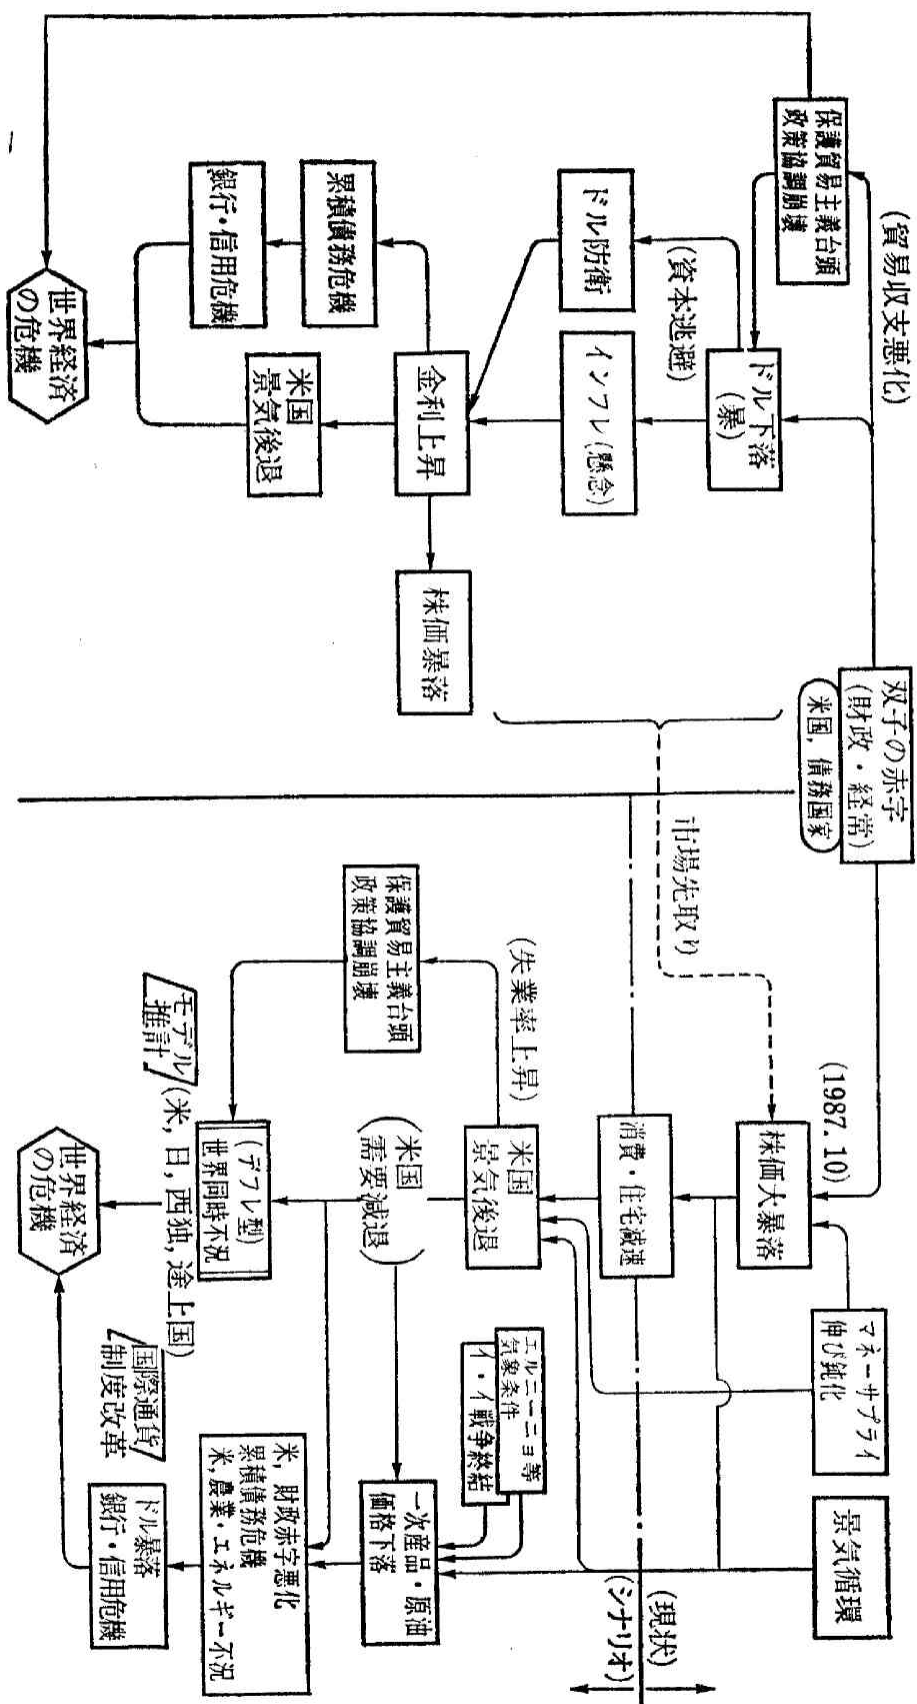 双子の赤字
(財政・経常)
米国, 債務国家
(貿易収支悪化)
保護貿易主義台頭
政策協調崩壊
ドル下落
(暴)
(資本逃避)
ドル防衛
インフレ(懸念)
金利上昇
株価暴落
累積債務危機
銀行・信用危機
米国
景気後退
世界経済
の危機
市場先取り
(1987.10)
株価大暴落
マネーサプライ
伸び鈍化
景気循環
(現状)
(シナリオ)
消費・住宅減速
米国
景気後退
(失業率上昇)
保護貿易主義台頭
政策協調崩壊
エルニーニョ等
気象条件
イ・イ戦争終結
(米国
需要減退)
一次産品・原油
価格下落
(デフレ型)
世界同時不況
モデル
推計
(米, 日, 西独, 途上国)
米, 財政赤字悪化
累積債務危機
米, 農業・エネルギー不況
国際通貨
制度改革
ドル暴落
銀行・信用危機
世界経済
の危機